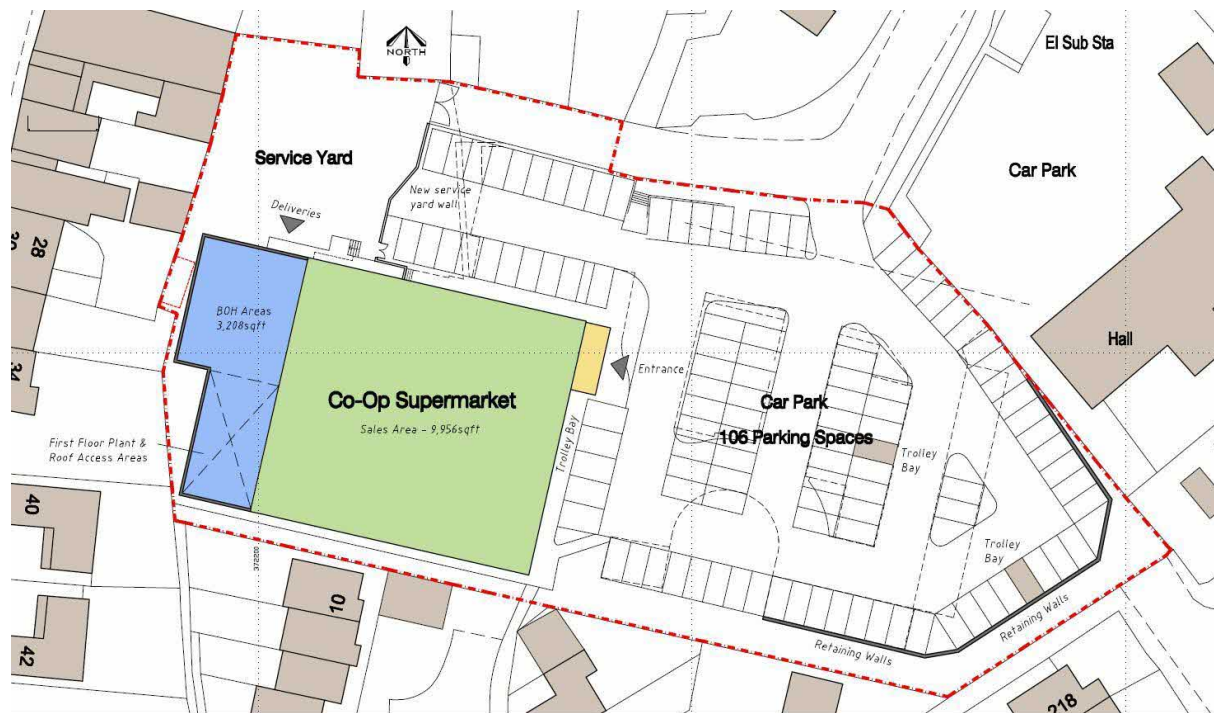 NORTH
El Sub Sta
Service Yard
Car Park
New service
yard wall
Deliveries
28
BOH Areas
3,208sqft
Hall
34
Entrance
Co-Op Supermarket
Sales Area – 9,956sqft
Car Park
106 Parking Spaces
Trolley Bay
First Floor Plant &
Roof Access Areas
Trolley
Bay
40
372200
Trolley
Bay
10
42
Retaining Walls
Retaining Walls
218